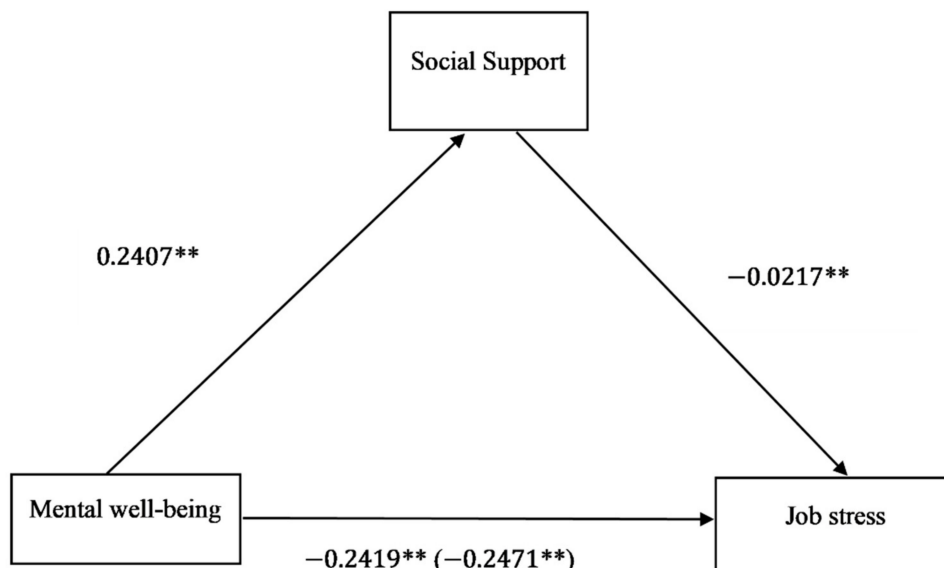 Social Support
0.2407**
−0.0217**
Mental well-being
Job stress
−0.2419** (−0.2471**)